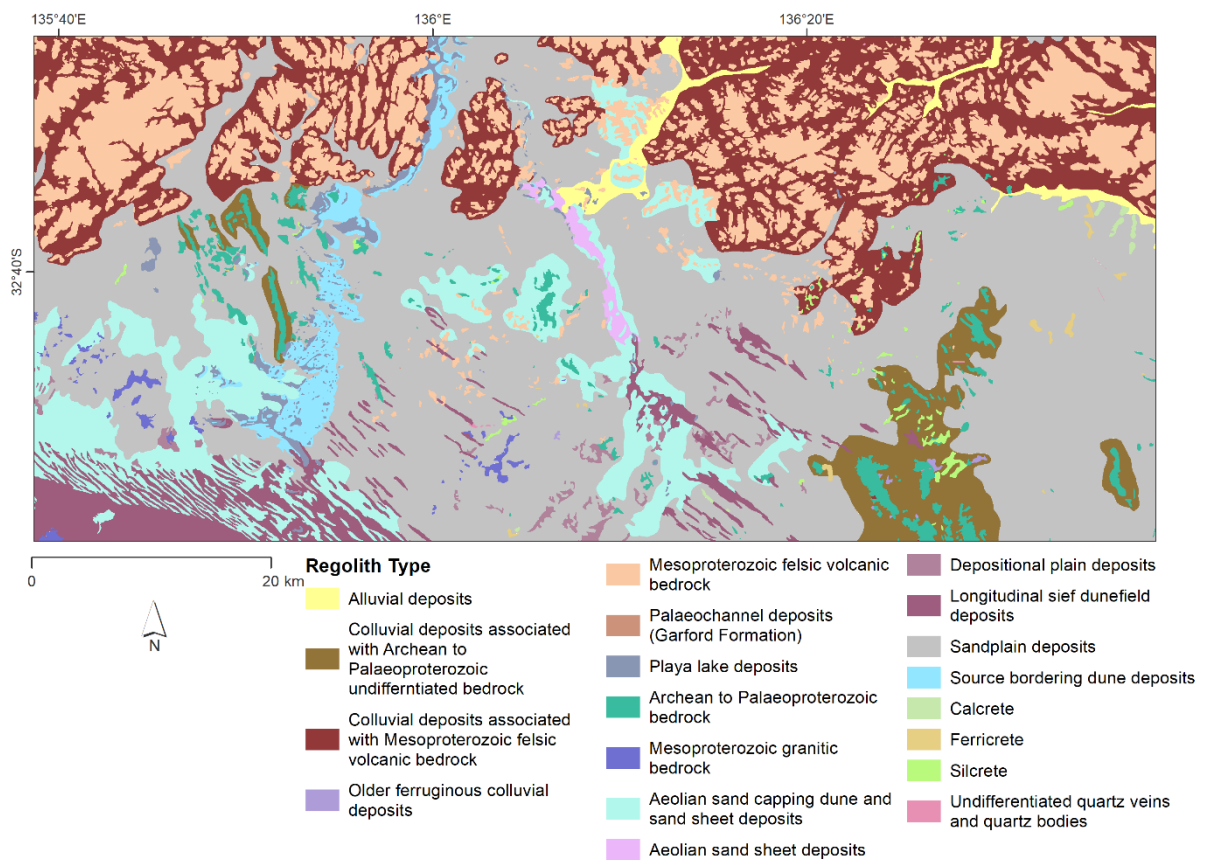 135°40'E
136°E
136°20'E
32°40'S
0
20 km
N
Regolith Type
Alluvial deposits
Colluvial deposits associated
with Archean to
Palaeoproterozoic
undifferntiated bedrock
Colluvial deposits associated
with Mesoproterozoic felsic
volcanic bedrock
Older ferruginous colluvial
deposits
Mesoproterozoic felsic volcanic
bedrock
Palaeochannel deposits
(Garford Formation)
Playa lake deposits
Archean to Palaeoproterozoic
bedrock
Mesoproterozoic granitic
bedrock
Aeolian sand capping dune and
sand sheet deposits
Aeolian sand sheet deposits
Depositional plain deposits
Longitudinal sief dunefield
deposits
Sandplain deposits
Source bordering dune deposits
Calcrete
Ferricrete
Silcrete
Undifferentiated quartz veins
and quartz bodies